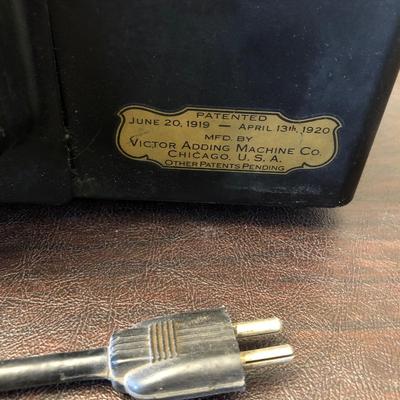 PATENTED
JUNE 20, 1919 — APRIL 13th, 1920
MFD. BY
VICTOR ADDING MACHINE CO.
CHICAGO, U.S.A.
OTHER PATENTS PENDING